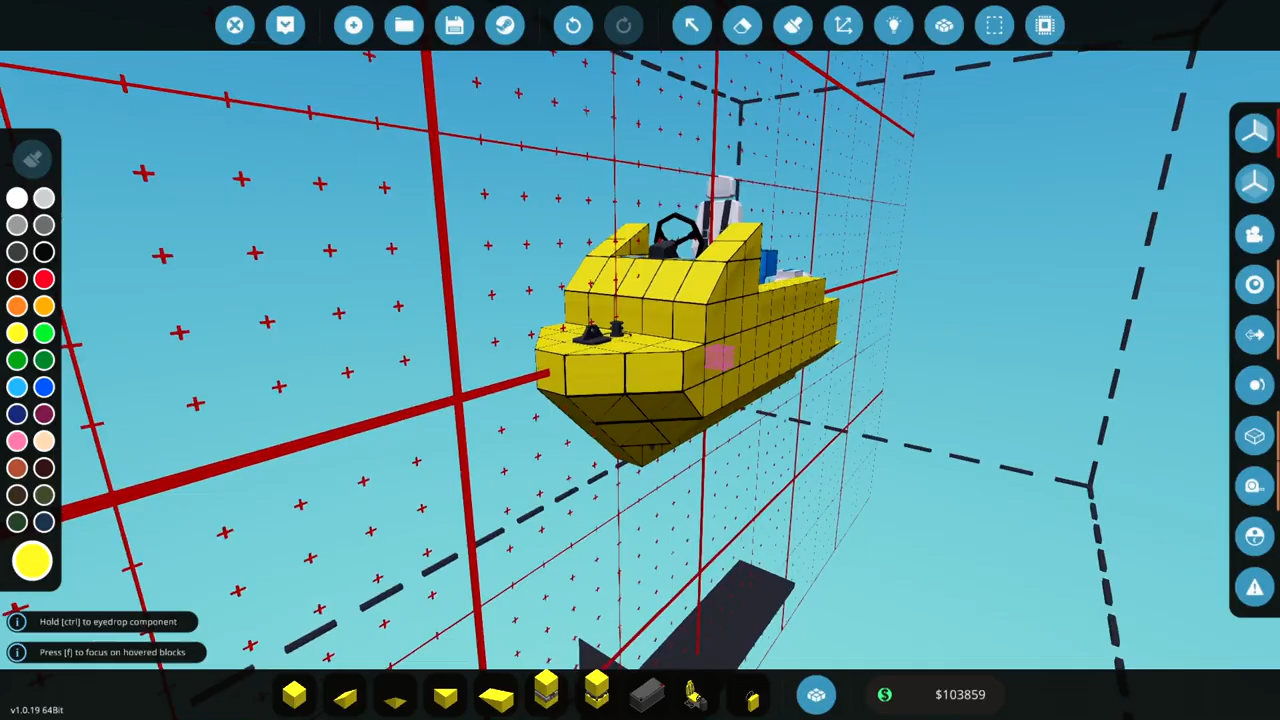 Hold [ctrl] to eyedrop component
Press [f] to focus on hovered blocks
$ $103859
v1.0.19 64Bit